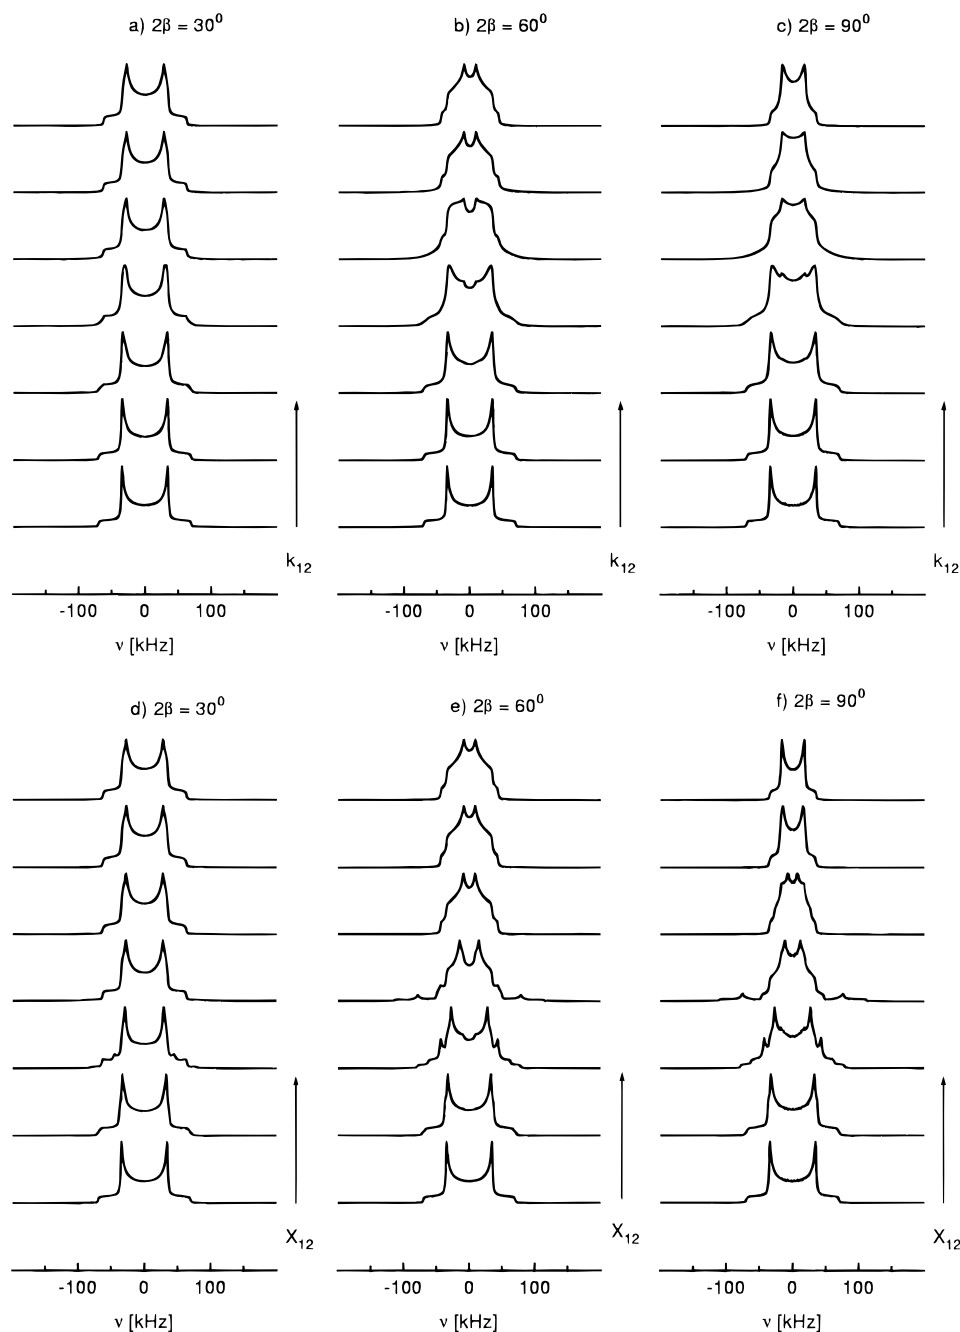 a) 2β = 30⁰ b) 2β = 60⁰ c) 2β = 90⁰
k₁₂ k₁₂ k₁₂
-100 0 100 -100 0 100 -100 0 100
ν [kHz] ν [kHz] ν [kHz]
d) 2β = 30⁰ e) 2β = 60⁰ f) 2β = 90⁰
X₁₂ X₁₂ X₁₂
-100 0 100 -100 0 100 -100 0 100
ν [kHz] ν [kHz] ν [kHz]